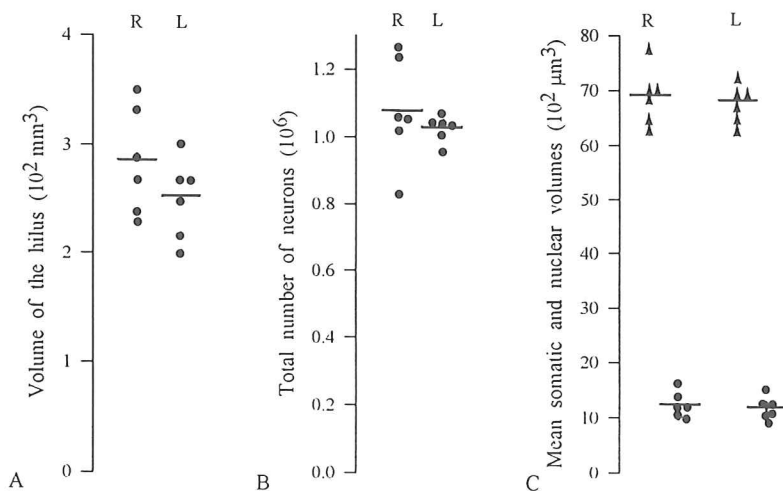 R L
4
3
2
1
0
Volume of the hilus (10² mm³)
A
R L
1.2
1.0
0.8
0.6
0.4
0.2
0.0
Total number of neurons (10⁶)
B
R L
80
70
60
50
40
30
20
10
0
Mean somatic and nuclear volumes (10² μm³)
C